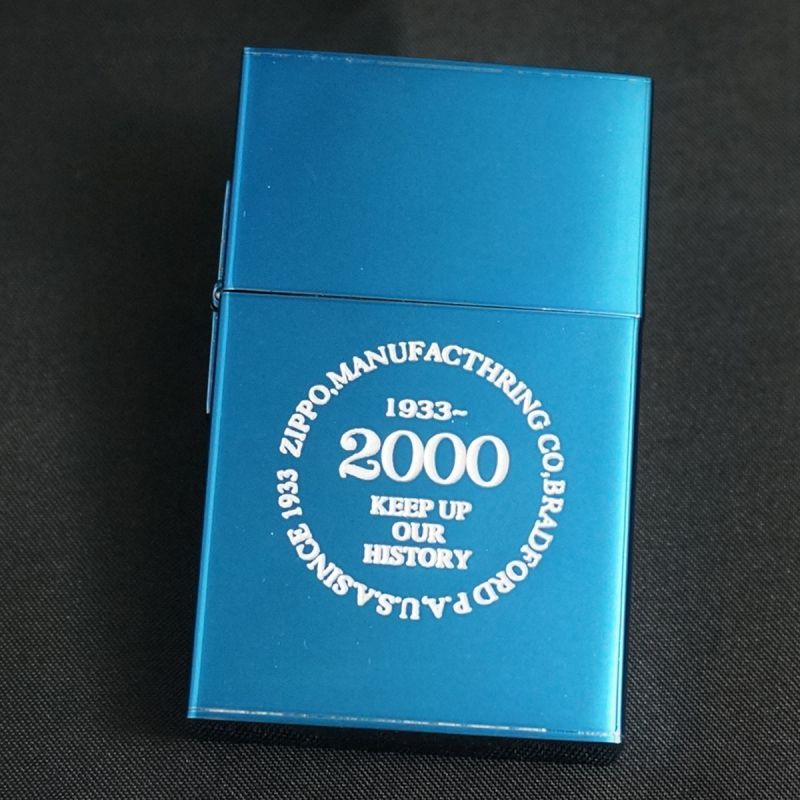 ZIPPO,MANUFACTHRING CO,BRADFORD P.A,U.S.A,SINCE 1933
1933~
2000
KEEP UP
OUR
HISTORY